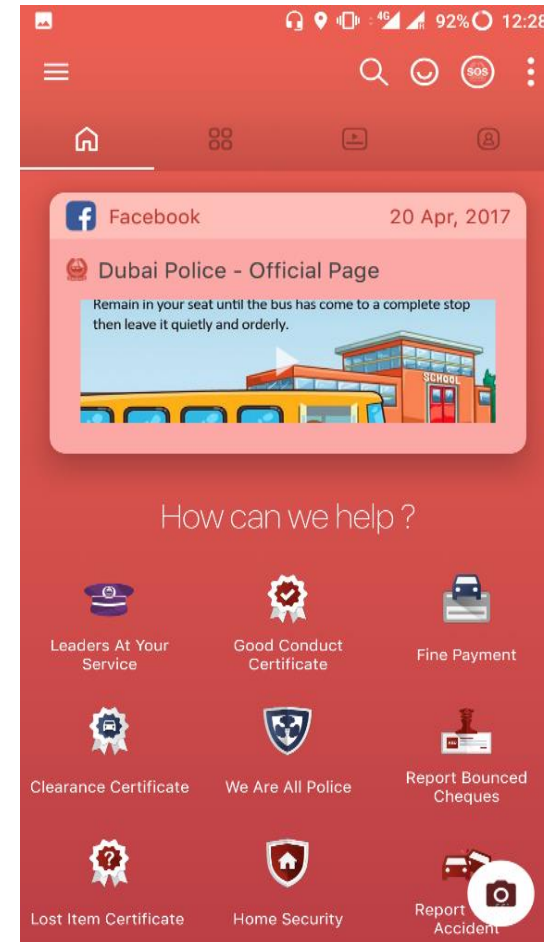 4G 92% 12:28
SOS
Facebook 20 Apr, 2017
Dubai Police - Official Page
Remain in your seat until the bus has come to a complete stop
then leave it quietly and orderly.
SCHOOL
How can we help ?
Leaders At Your
Service
Good Conduct
Certificate
Fine Payment
Clearance Certificate
We Are All Police
Report Bounced
Cheques
Lost Item Certificate
Home Security
Report
Accident